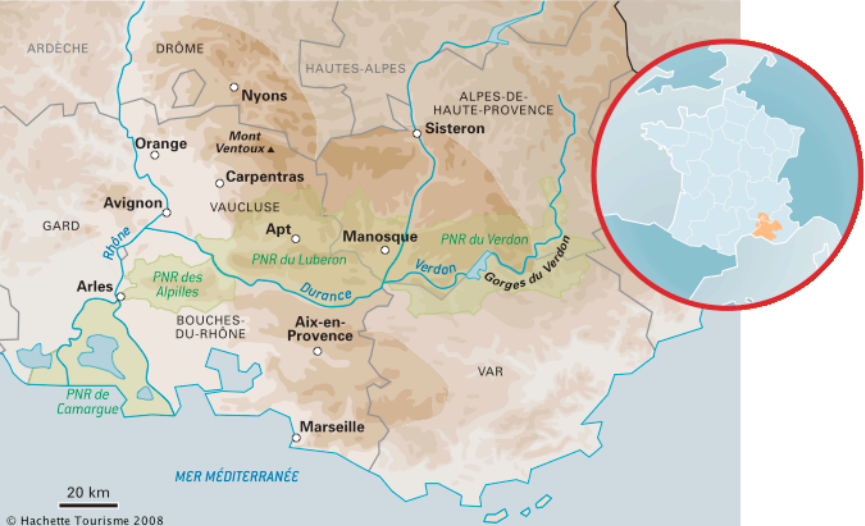 ARDÈCHE
DRÔME
HAUTES-ALPES
Nyons
ALPES-DE-
HAUTE-PROVENCE
Sisteron
Mont
Ventoux
Orange
Carpentras
Avignon
VAUCLUSE
GARD
Apt
Manosque
PNR du Verdon
Rhône
PNR du Luberon
Verdon
Gorges du Verdon
PNR des
Alpilles
Arles
Durance
BOUCHES-
DU-RHÔNE
Aix-en-
Provence
VAR
PNR de
Camargue
Marseille
MER MÉDITERRANÉE
20 km
© Hachette Tourisme 2008